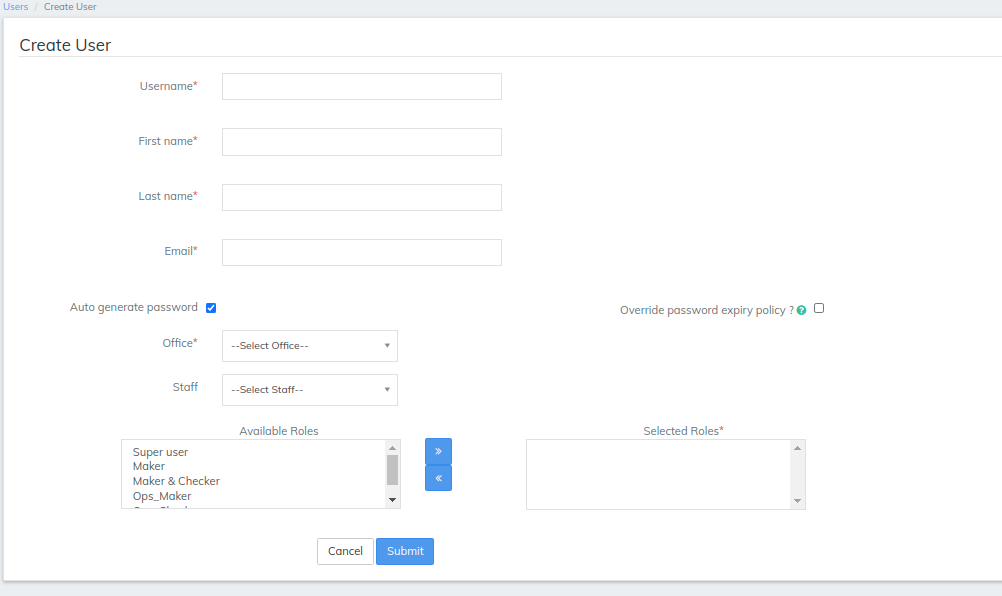 Users / Create User
Create User
Username*
First name*
Last name*
Email*
Auto generate password
Override password expiry policy ? ?
Office*
--Select Office--
Staff
--Select Staff--
Available Roles
Selected Roles*
Super user
Maker
Maker & Checker
Ops_Maker
» 
«
Cancel
Submit